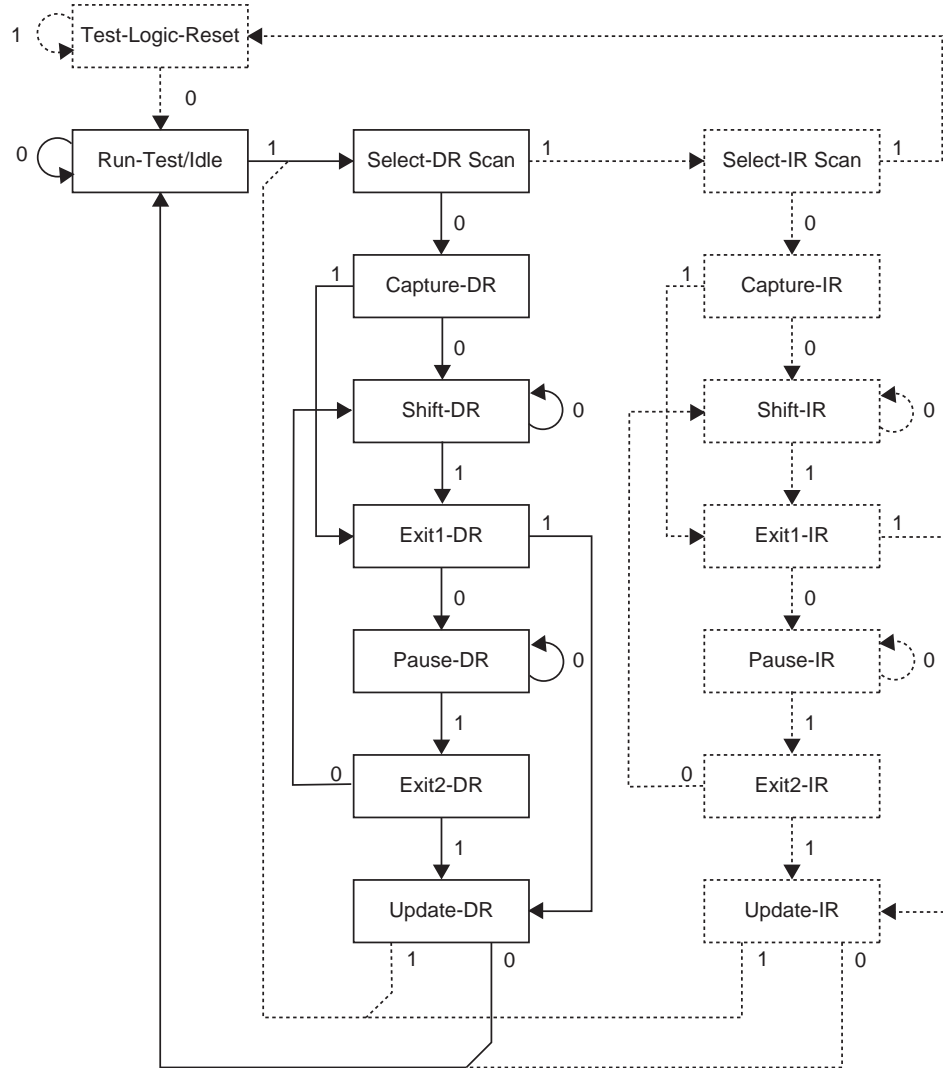 1
Test-Logic-Reset
0
0
Run-Test/Idle
1
Select-DR Scan
1
Select-IR Scan
1
0
0
1
Capture-DR
1
Capture-IR
0
0
Shift-DR
0
Shift-IR
0
1
1
Exit1-DR
1
Exit1-IR
1
0
0
Pause-DR
0
Pause-IR
0
1
1
0
Exit2-DR
0
Exit2-IR
1
1
Update-DR
Update-IR
1
0
1
0